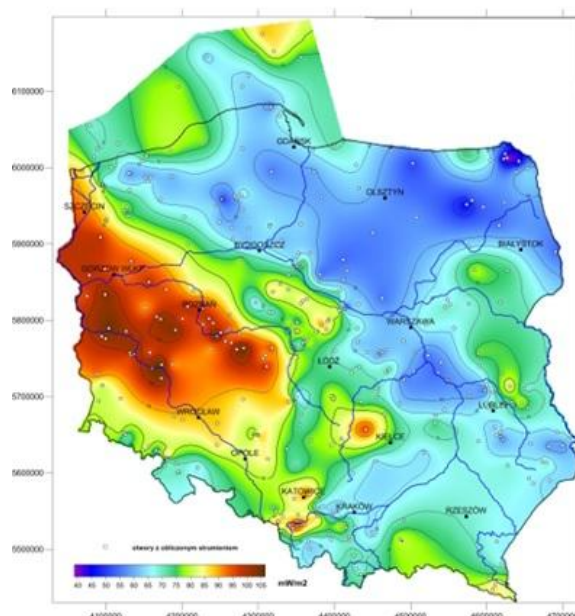 6100000
GDAŃSK
6000000
OLSZTYN
SZCZECIN
5900000
BIAŁYSTOK
BYDGOSZCZ
GORZÓW WLKP.
POZNAŃ
5800000
WARSZAWA
ŁÓDŹ
5700000
LUBLIN
WROCŁAW
KIELCE
OPOLE
5600000
KATOWICE
KRAKÓW
RZESZÓW
5500000
otwory z obliczonym strumieniem
40 45 50 55 60 65 70 75 80 85 90 95 100 105 mW/m2